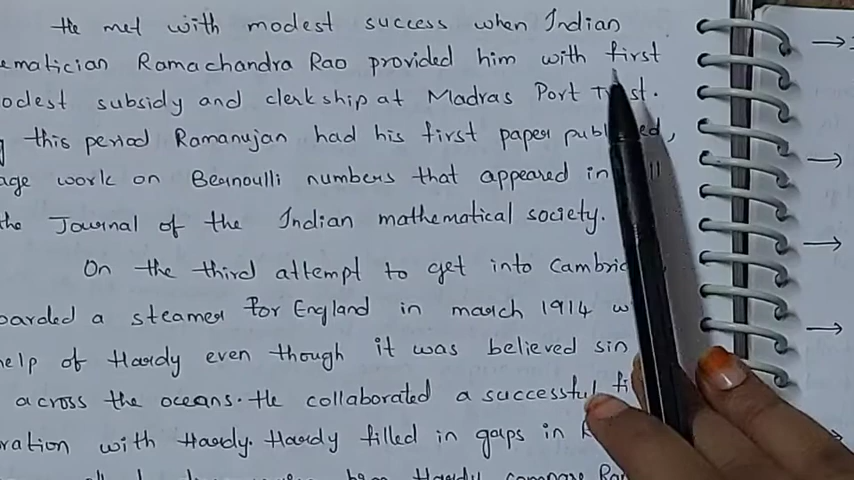 He met with modest success when Indian
ematician Ramachandra Rao provided him with first
odest subsidy and clerkship at Madras Port
this period Ramanujan had his first paper
age work on Bernoulli numbers that appeared in
the Journal of the Indian mathematical society.
On the third attempt to get into
oarded a steamer for England in march 1914
help of Hardy even though it was believed sin
across the oceans. He collaborated a successful
ration with Hardy. Hardy filled in gaps in